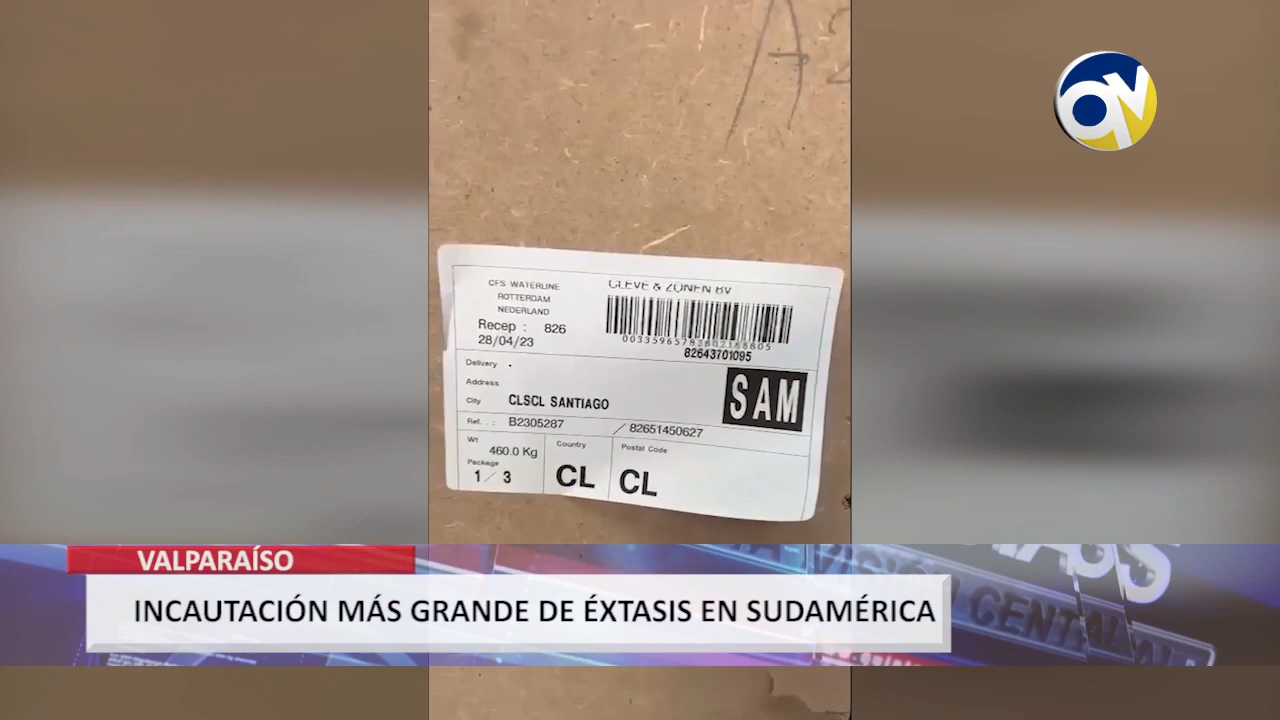 CFS WATERLINE
ROTTERDAM
NEDERLAND
CLEVE & ZONEN BV
Recep : 826
28/04/23
00335965782802168805
82643701095
Delivery .
Address
City CLSCL SANTIAGO
SAM
Ref. . : B2305287 / 82651450627
Wt 460.0 Kg
Package 1 / 3
Country CL
Postal Code CL
VALPARAÍSO
INCAUTACIÓN MÁS GRANDE DE ÉXTASIS EN SUDAMÉRICA